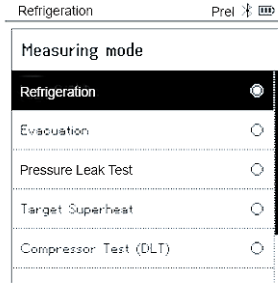 Refrigeration Prel
Measuring mode
Refrigeration
Evacuation
Pressure Leak Test
Target Superheat
Compressor Test (DLT)